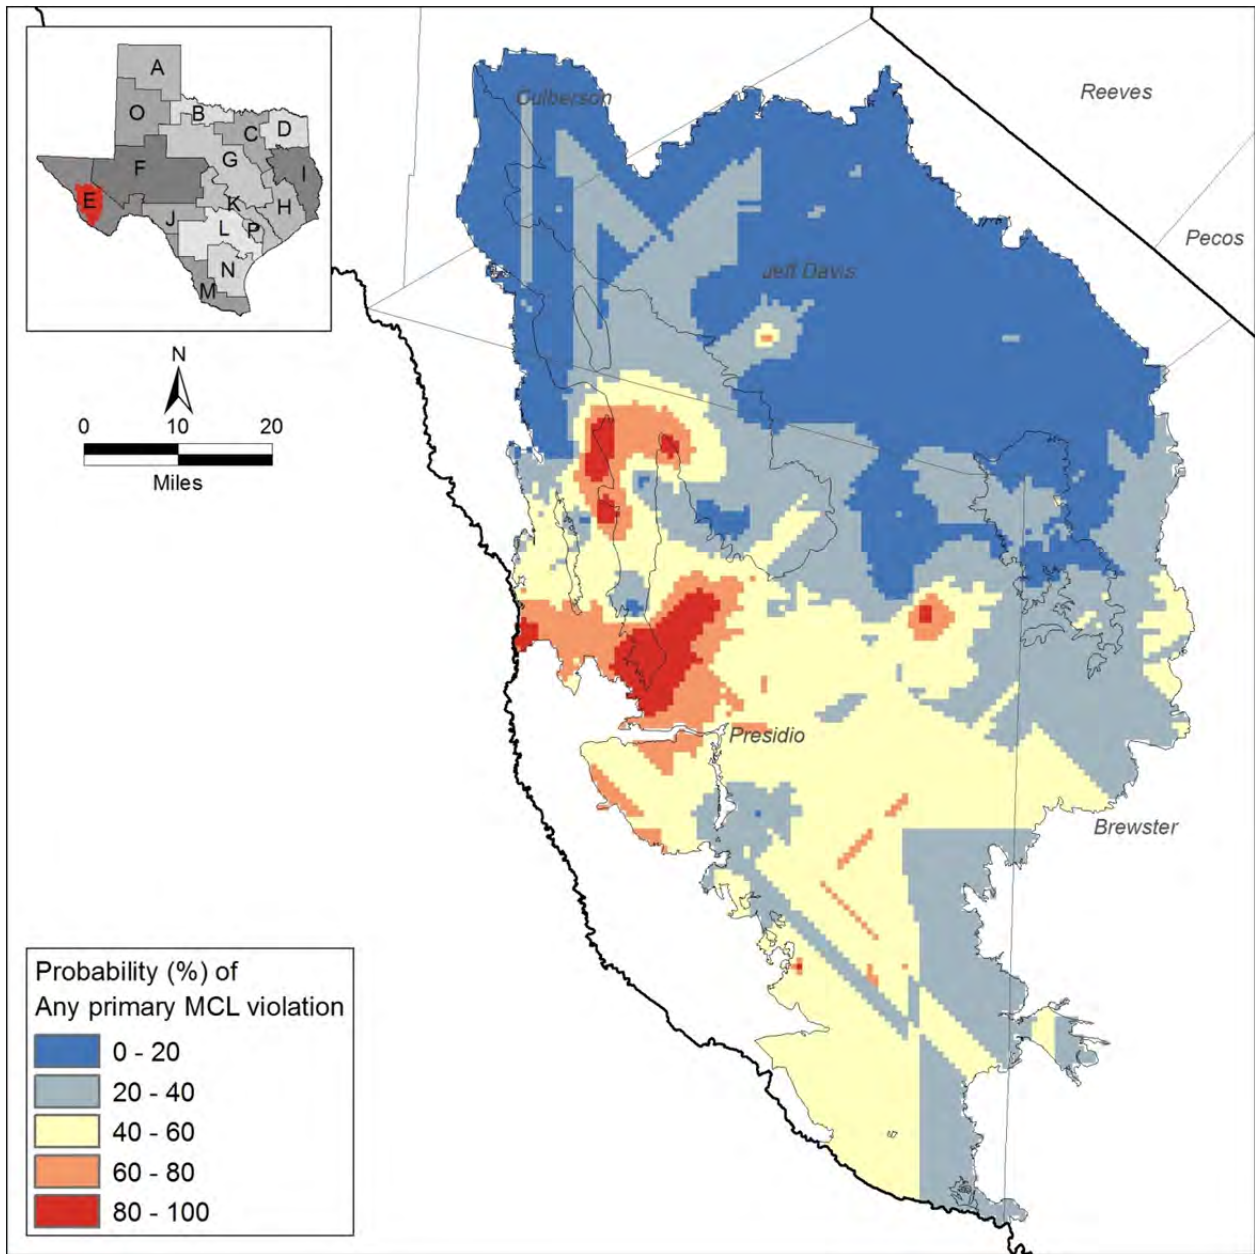 A
O
B
C
D
F
G
I
E
K
H
J
L
P
N
M
Culberson
Reeves
Pecos
Jeff Davis
N
0 10 20
Miles
Presidio
Brewster
Probability (%) of
Any primary MCL violation
0 - 20
20 - 40
40 - 60
60 - 80
80 - 100